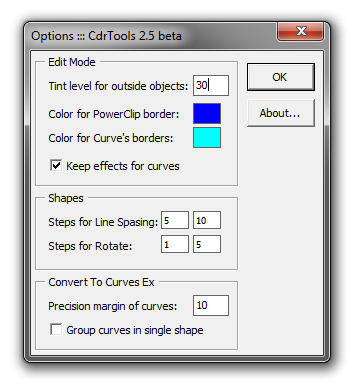 Options ::: CdrTools 2.5 beta
Edit Mode
Tint level for outside objects: 30
OK
Color for PowerClip border:
About...
Color for Curve's borders:
Keep effects for curves
Shapes
Steps for Line Spasing: 5 10
Steps for Rotate: 1 5
Convert To Curves Ex
Precision margin of curves: 10
Group curves in single shape